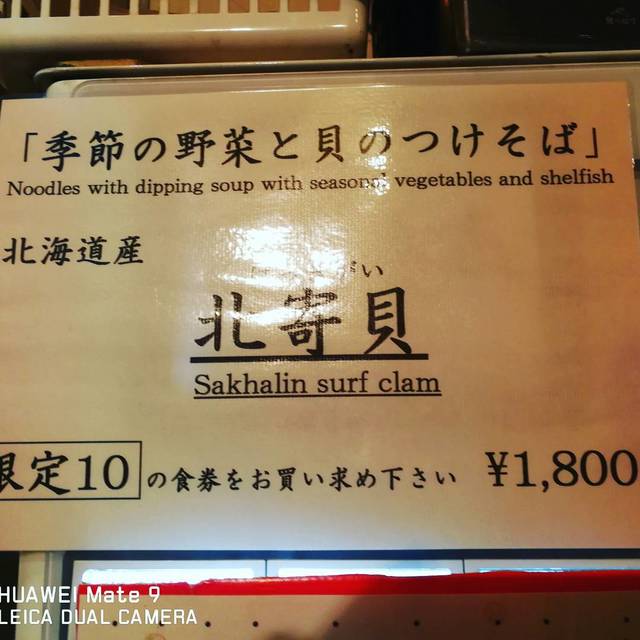 「季節の野菜と貝のつけそば」
Noodles with dipping soup with seasonal vegetables and shelfish
北海道産
がい
北寄貝
Sakhalin surf clam
限定10 の食券をお買い求め下さい ¥1,800
HUAWEI Mate 9
LEICA DUAL CAMERA